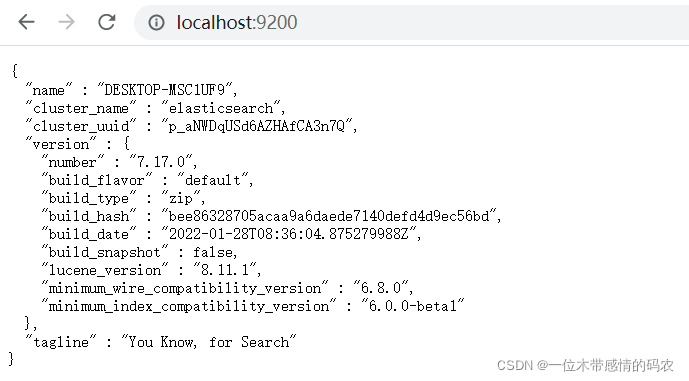 localhost:9200
{
"name" : "DESKTOP-MSC1UF9",
"cluster_name" : "elasticsearch",
"cluster_uuid" : "p_aNWDqUSd6AZHAfCA3n7Q",
"version" : {
"number" : "7.17.0",
"build_flavor" : "default",
"build_type" : "zip",
"build_hash" : "bee86328705acaa9a6daede7140defd4d9ec56bd",
"build_date" : "2022-01-28T08:36:04.875279988Z",
"build_snapshot" : false,
"lucene_version" : "8.11.1",
"minimum_wire_compatibility_version" : "6.8.0",
"minimum_index_compatibility_version" : "6.0.0-beta1"
},
"tagline" : "You Know, for Search"
}
CSDN @一位木带感情的码农